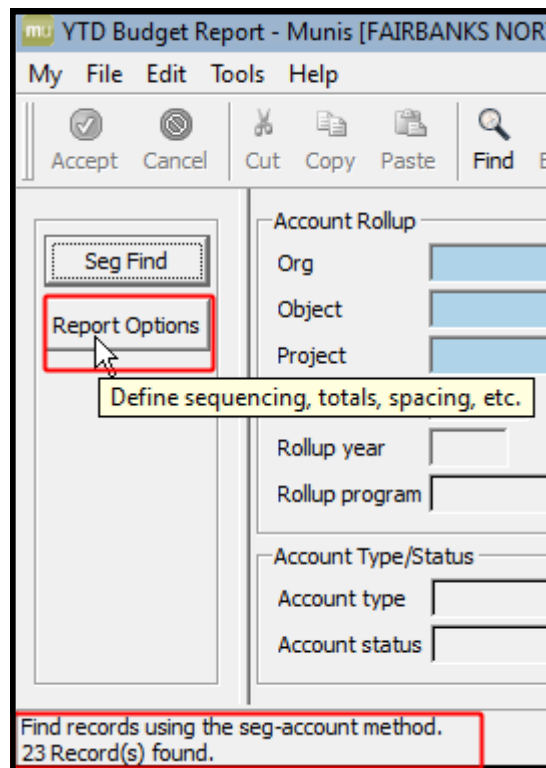 mu YTD Budget Report - Munis [FAIRBANKS NOR
My File Edit Tools Help
Accept Cancel Cut Copy Paste Find
Seg Find
Report Options
Define sequencing, totals, spacing, etc.
Account Rollup
Org
Object
Project
Rollup year
Rollup program
Account Type/Status
Account type
Account status
Find records using the seg-account method.
23 Record(s) found.